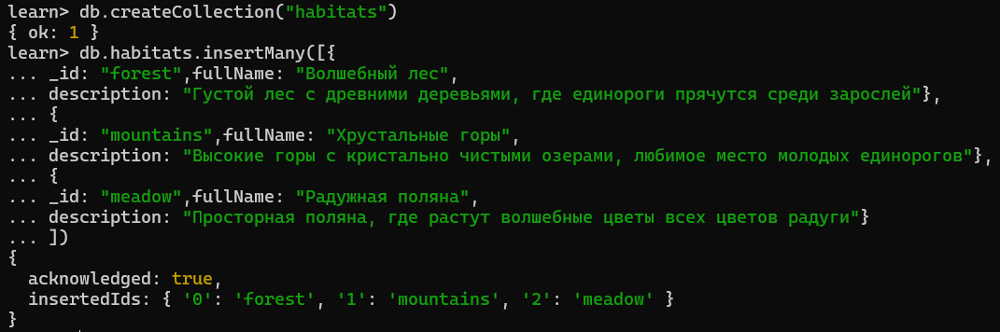 learn> db.createCollection("habitats")
{ ok: 1 }
learn> db.habitats.insertMany([{
... _id: "forest",fullName: "Волшебный лес",
... description: "Густой лес с древними деревьями, где единороги прячутся среди зарослей"},
... {
... _id: "mountains",fullName: "Хрустальные горы",
... description: "Высокие горы с кристально чистыми озерами, любимое место молодых единорогов"},
... {
... _id: "meadow",fullName: "Радужная поляна",
... description: "Просторная поляна, где растут волшебные цветы всех цветов радуги"}
... ])
{
  acknowledged: true,
  insertedIds: { '0': 'forest', '1': 'mountains', '2': 'meadow' }
}